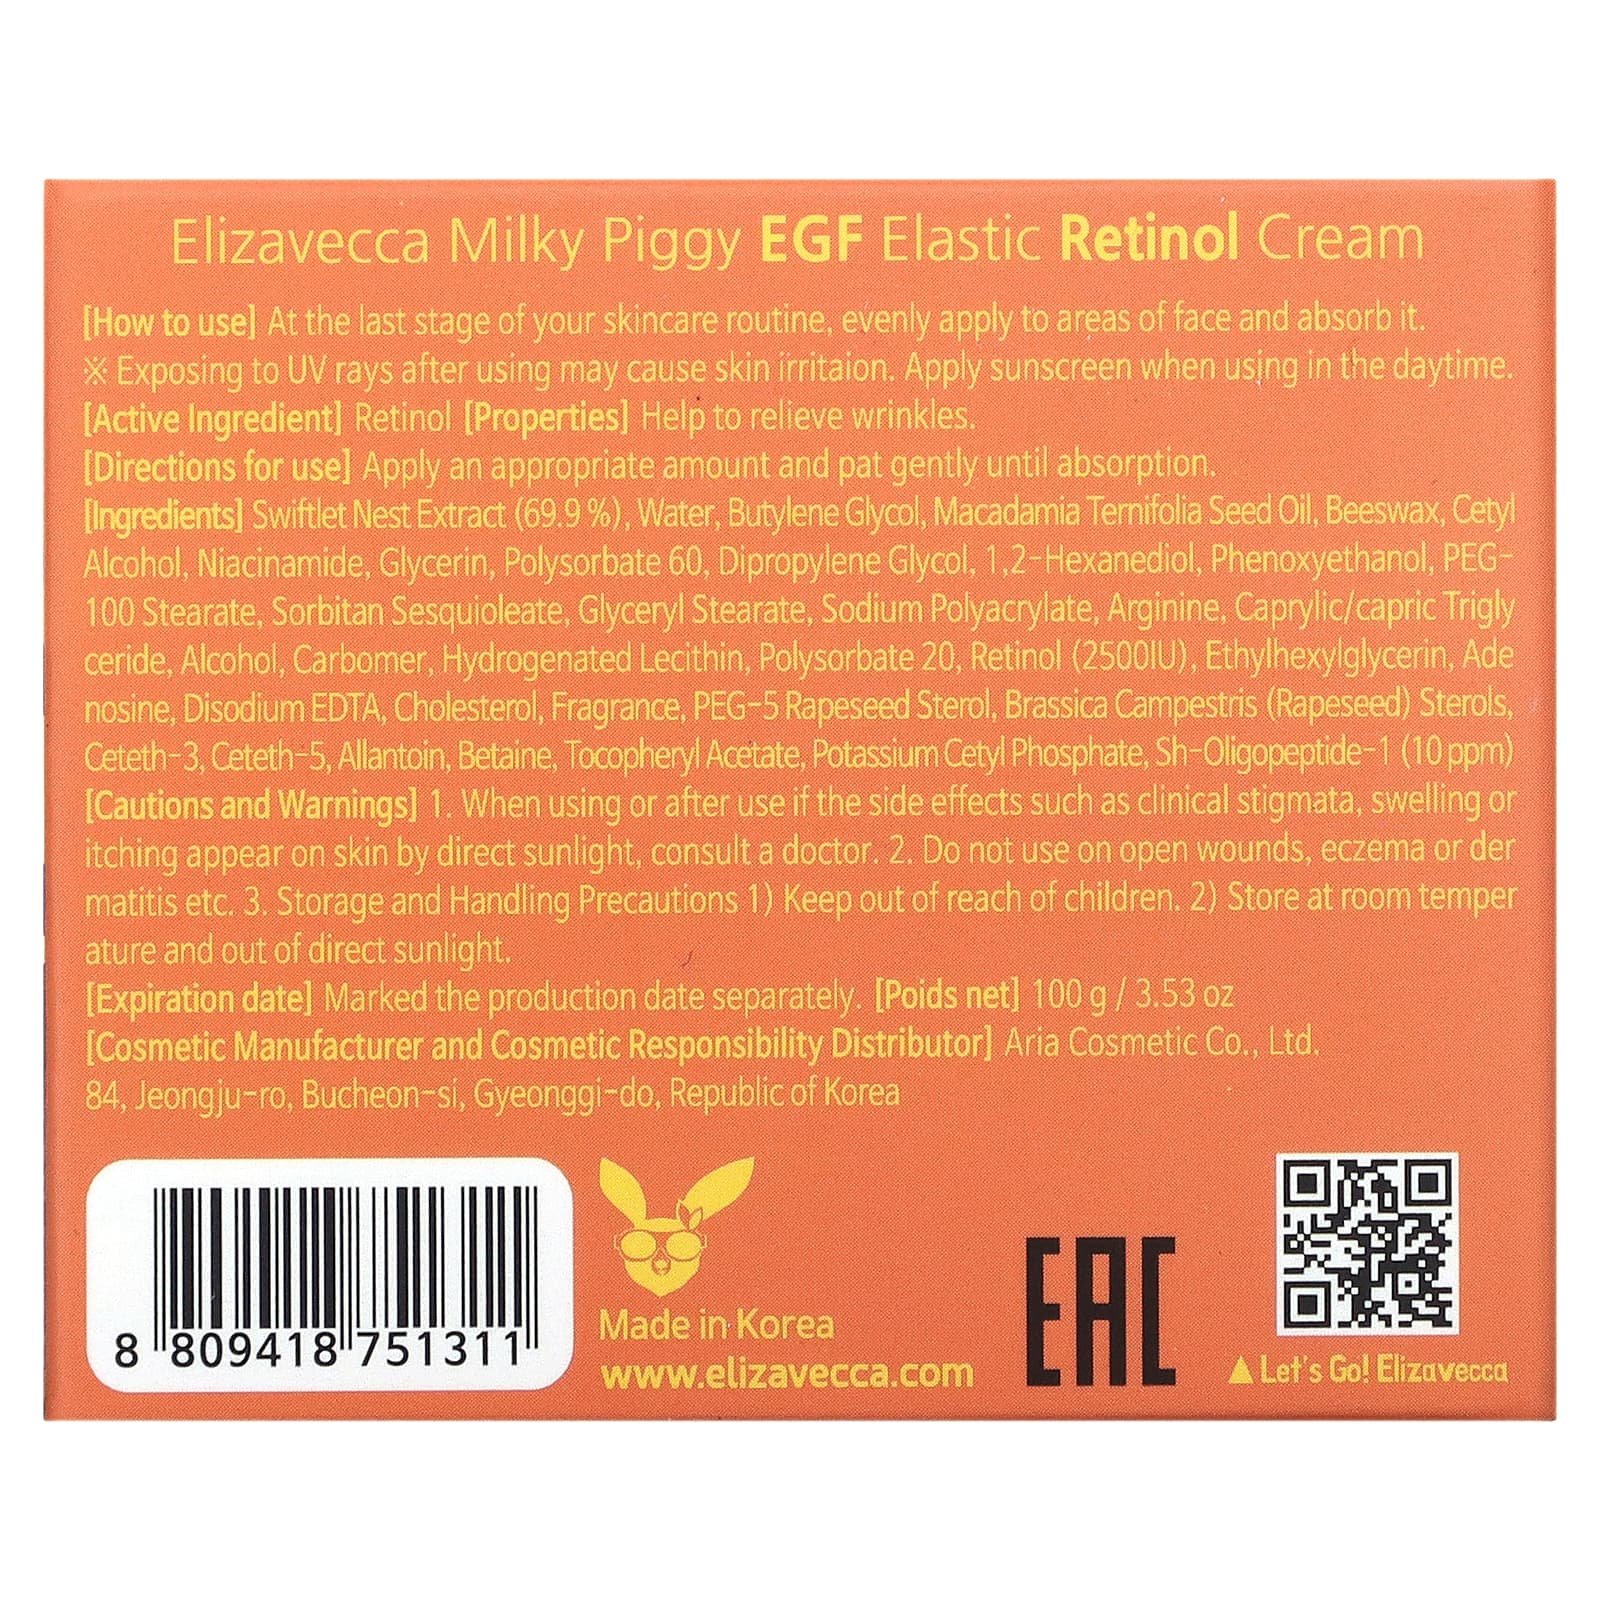 Elizavecca Milky Piggy EGF Elastic Retinol Cream
[How to use] At the last stage of your skincare routine, evenly apply to areas of face and absorb it.
※ Exposing to UV rays after using may cause skin irritaion. Apply sunscreen when using in the daytime.
[Active Ingredient] Retinol [Properties] Help to relieve wrinkles.
[Directions for use] Apply an appropriate amount and pat gently until absorption.
[Ingredients] Swiftlet Nest Extract (69.9 %), Water, Butylene Glycol, Macadamia Ternifolia Seed Oil, Beeswax, Cetyl
Alcohol, Niacinamide, Glycerin, Polysorbate 60, Dipropylene Glycol, 1,2-Hexanediol, Phenoxyethanol, PEG-
100 Stearate, Sorbitan Sesquioleate, Glyceryl Stearate, Sodium Polyacrylate, Arginine, Caprylic/capric Trigly
ceride, Alcohol, Carbomer, Hydrogenated Lecithin, Polysorbate 20, Retinol (2500IU), Ethylhexylglycerin, Ade
nosine, Disodium EDTA, Cholesterol, Fragrance, PEG-5 Rapeseed Sterol, Brassica Campestris (Rapeseed) Sterols,
Ceteth-3, Ceteth-5, Allantoin, Betaine, Tocopheryl Acetate, Potassium Cetyl Phosphate, Sh-Oligopeptide-1 (10 ppm)
[Cautions and Warnings] 1. When using or after use if the side effects such as clinical stigmata, swelling or
itching appear on skin by direct sunlight, consult a doctor. 2. Do not use on open wounds, eczema or der
matitis etc. 3. Storage and Handling Precautions 1) Keep out of reach of children. 2) Store at room temper
ature and out of direct sunlight.
[Expiration date] Marked the production date separately. [Poids net] 100 g / 3.53 oz
[Cosmetic Manufacturer and Cosmetic Responsibility Distributor] Aria Cosmetic Co., Ltd.
84, Jeongju-ro, Bucheon-si, Gyeonggi-do, Republic of Korea
8 809418 751311
Made in Korea
www.elizavecca.com
EAC
▲Let's Go! Elizavecca